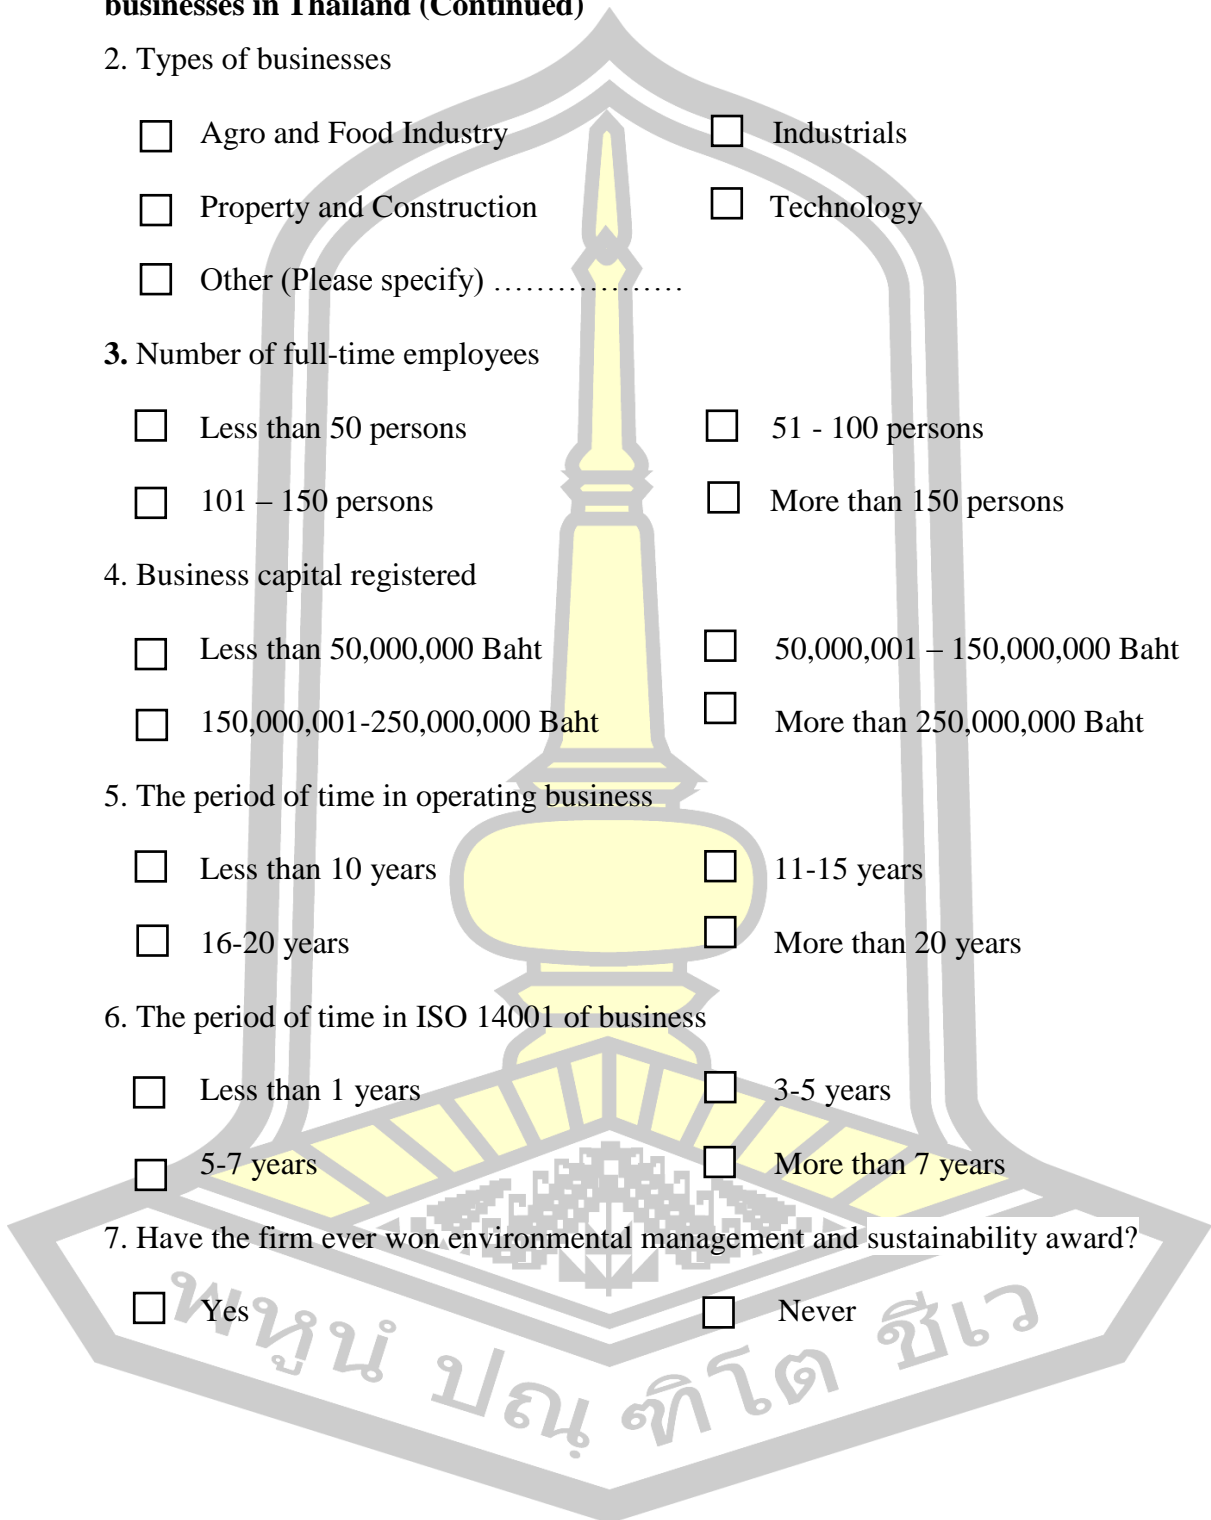 businesses in Thailand (Continued)
2. Types of businesses
Agro and Food Industry Industrials
Property and Construction Technology
Other (Please specify) ………………
3. Number of full-time employees
Less than 50 persons 51 - 100 persons
101 – 150 persons More than 150 persons
4. Business capital registered
Less than 50,000,000 Baht 50,000,001 – 150,000,000 Baht
150,000,001-250,000,000 Baht More than 250,000,000 Baht
5. The period of time in operating business
Less than 10 years 11-15 years
16-20 years More than 20 years
6. The period of time in ISO 14001 of business
Less than 1 years 3-5 years
5-7 years More than 7 years
7. Have the firm ever won environmental management and sustainability award?
Yes Never
พหูนํ ปณฺฑิโต ชีเว